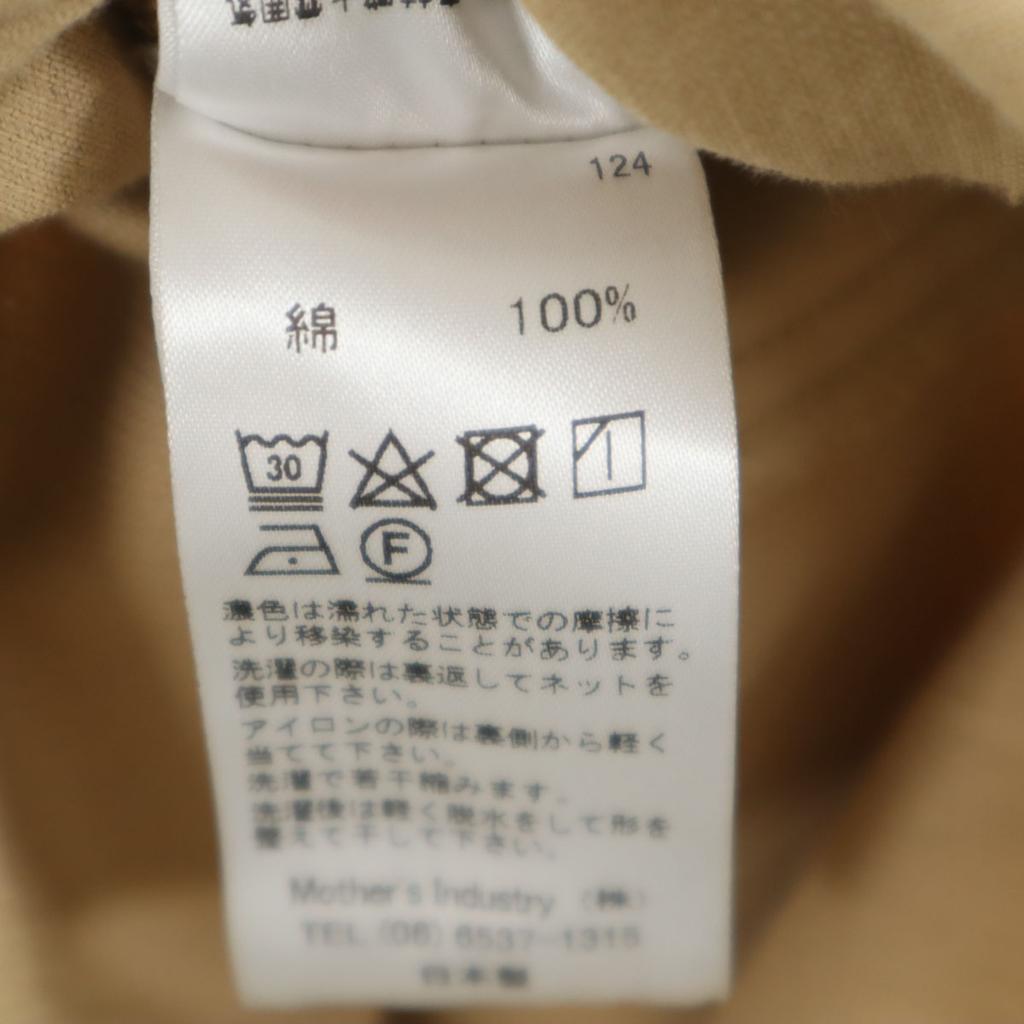 124
綿 100%
30
F
濃色は濡れた状態での摩擦に
より移染することがあります。
洗濯の際は裏返してネットを
使用下さい。
アイロンの際は裏側から軽く
当てて下さい。
洗濯で若干縮みます。
洗濯後は軽く脱水をして形を
整えて干して下さい。
Mother's Industry (株)
TEL (06) 6537-1315
日本製